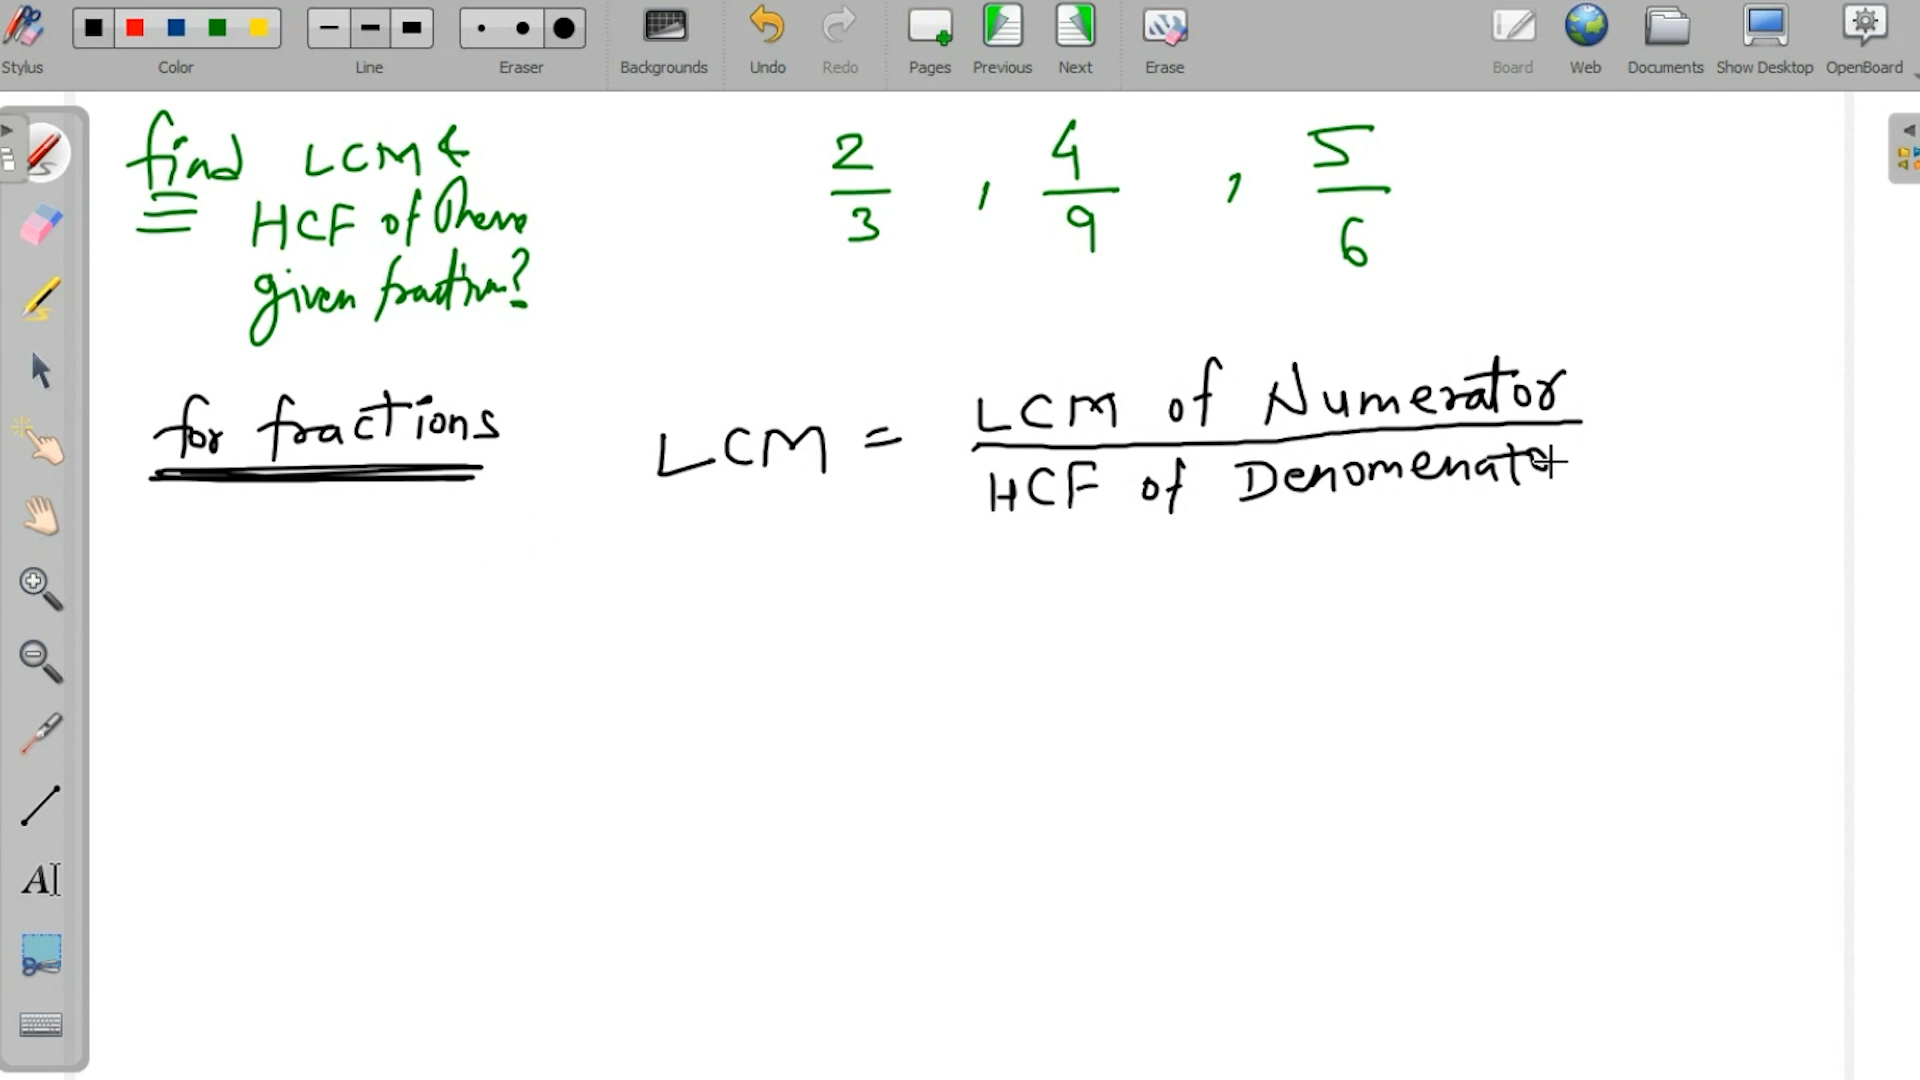 Stylus Color Line Eraser Backgrounds Undo Redo Pages Previous Next Erase Board Web Documents Show Desktop OpenBoard
find LCM &
HCF of these
given fraction?
2/3 , 4/9 , 5/6
for fractions
LCM = LCM of Numerator
HCF of Denomenato
AI